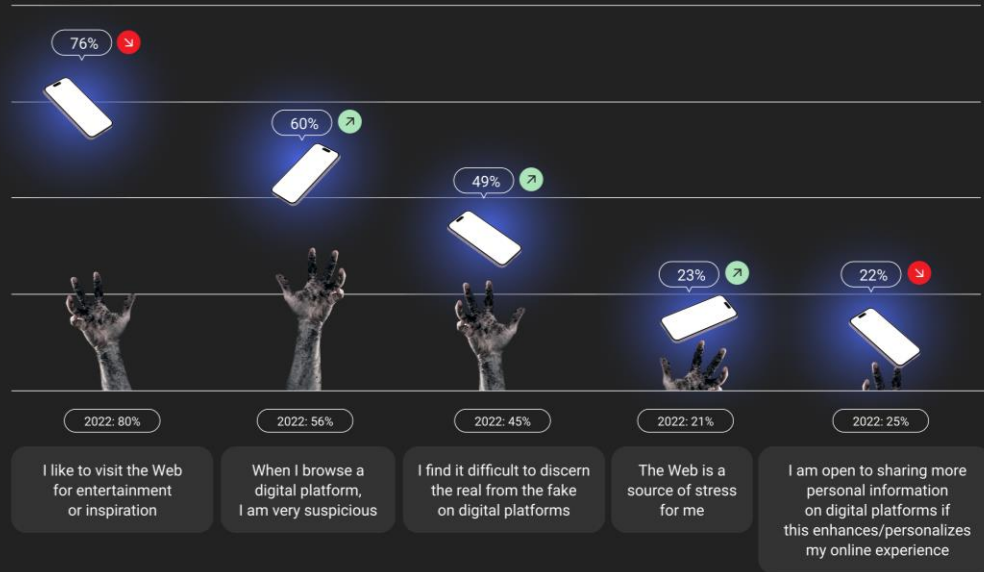 76%
60%
49%
23%
22%
2022: 80%
2022: 56%
2022: 45%
2022: 21%
2022: 25%
I like to visit the Web
for entertainment
or inspiration
When I browse a
digital platform,
I am very suspicious
I find it difficult to discern
the real from the fake
on digital platforms
The Web is a
source of stress
for me
I am open to sharing more
personal information
on digital platforms if
this enhances/personalizes
my online experience